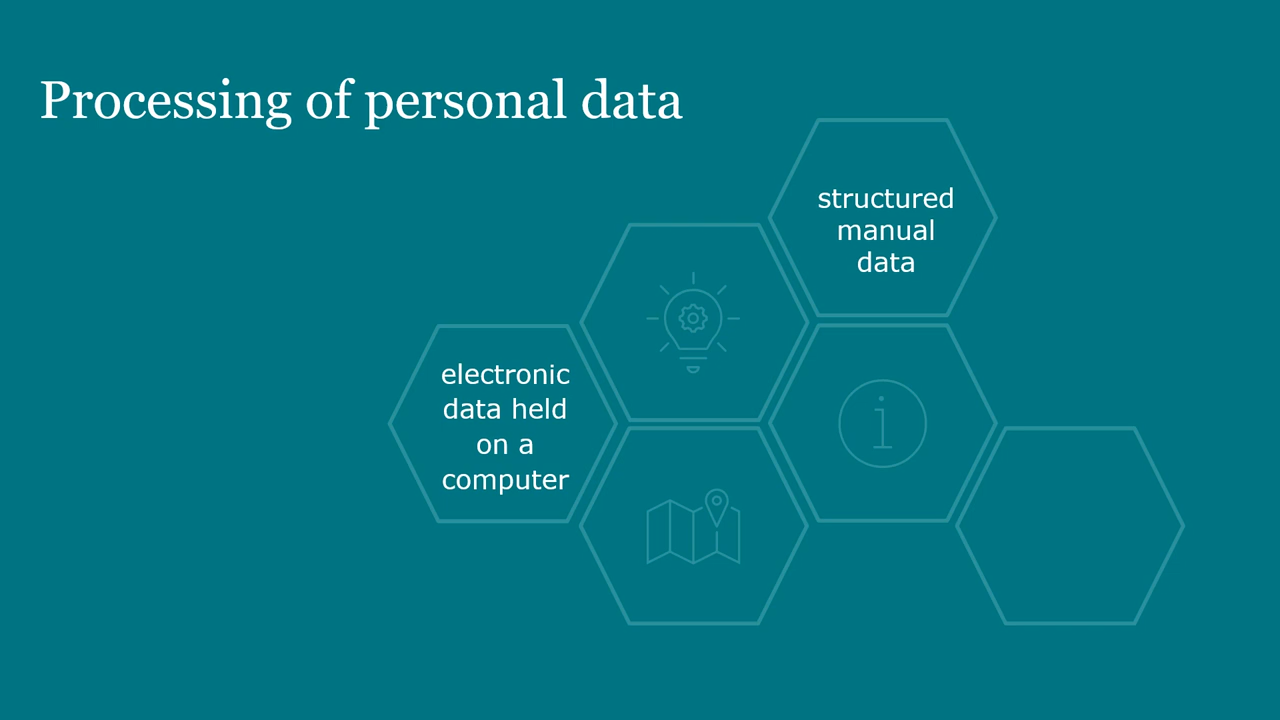 Processing of personal data
structured
manual
data
electronic
data held
on a
computer